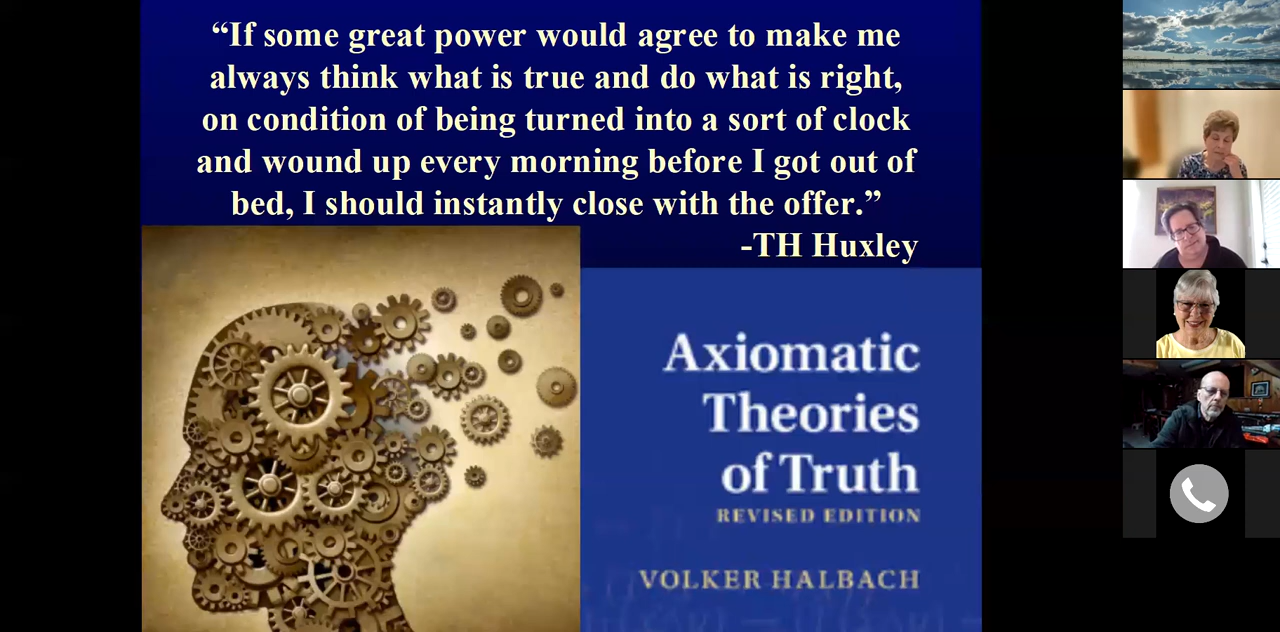 “If some great power would agree to make me
always think what is true and do what is right,
on condition of being turned into a sort of clock
and wound up every morning before I got out of
bed, I should instantly close with the offer.”
-TH Huxley
Axiomatic
Theories
of Truth
REVISED EDITION
VOLKER HALBACH